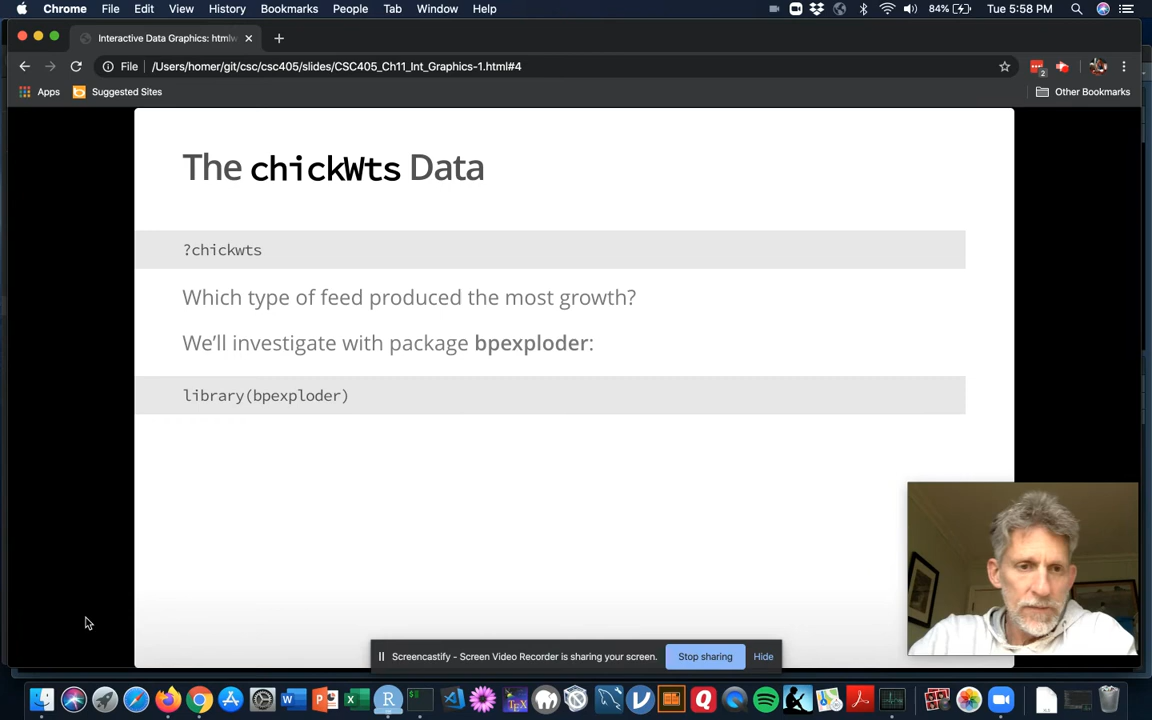 Chrome File Edit View History Bookmarks People Tab Window Help 84% Tue 5:58 PM
Interactive Data Graphics: htmlw
File /Users/homer/git/csc/csc405/slides/CSC405_Ch11_Int_Graphics-1.html#4 2
Apps Suggested Sites Other Bookmarks
The chickWts Data
?chickwts
Which type of feed produced the most growth?
We'll investigate with package bpexploder:
library(bpexploder)
Screencastify - Screen Video Recorder is sharing your screen. Stop sharing Hide